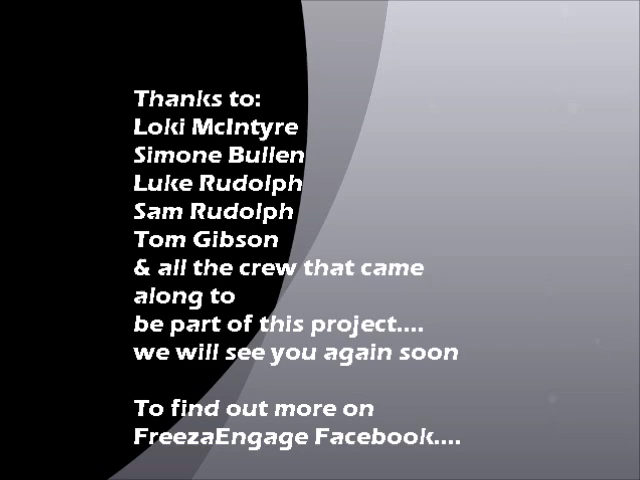 Thanks to:
Loki McIntyre
Simone Bullen
Luke Rudolph
Sam Rudolph
Tom Gibson
& all the crew that came
along to
be part of this project....
we will see you again soon
To find out more on
FreezaEngage Facebook....